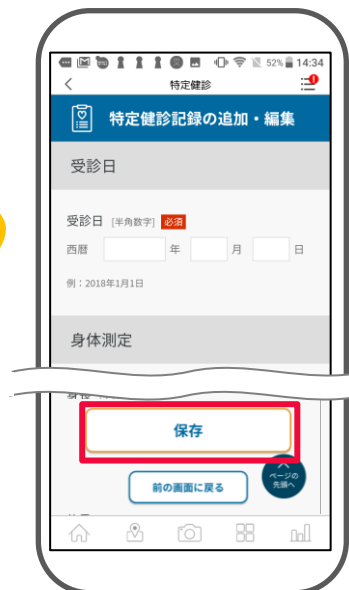 52% 14:34
特定健診
特定健診記録の追加・編集
受診日
受診日 [半角数字] 必須
西暦 年 月 日
例：2018年1月1日
身体測定
保存
ページの
先頭へ
前の画面に戻る